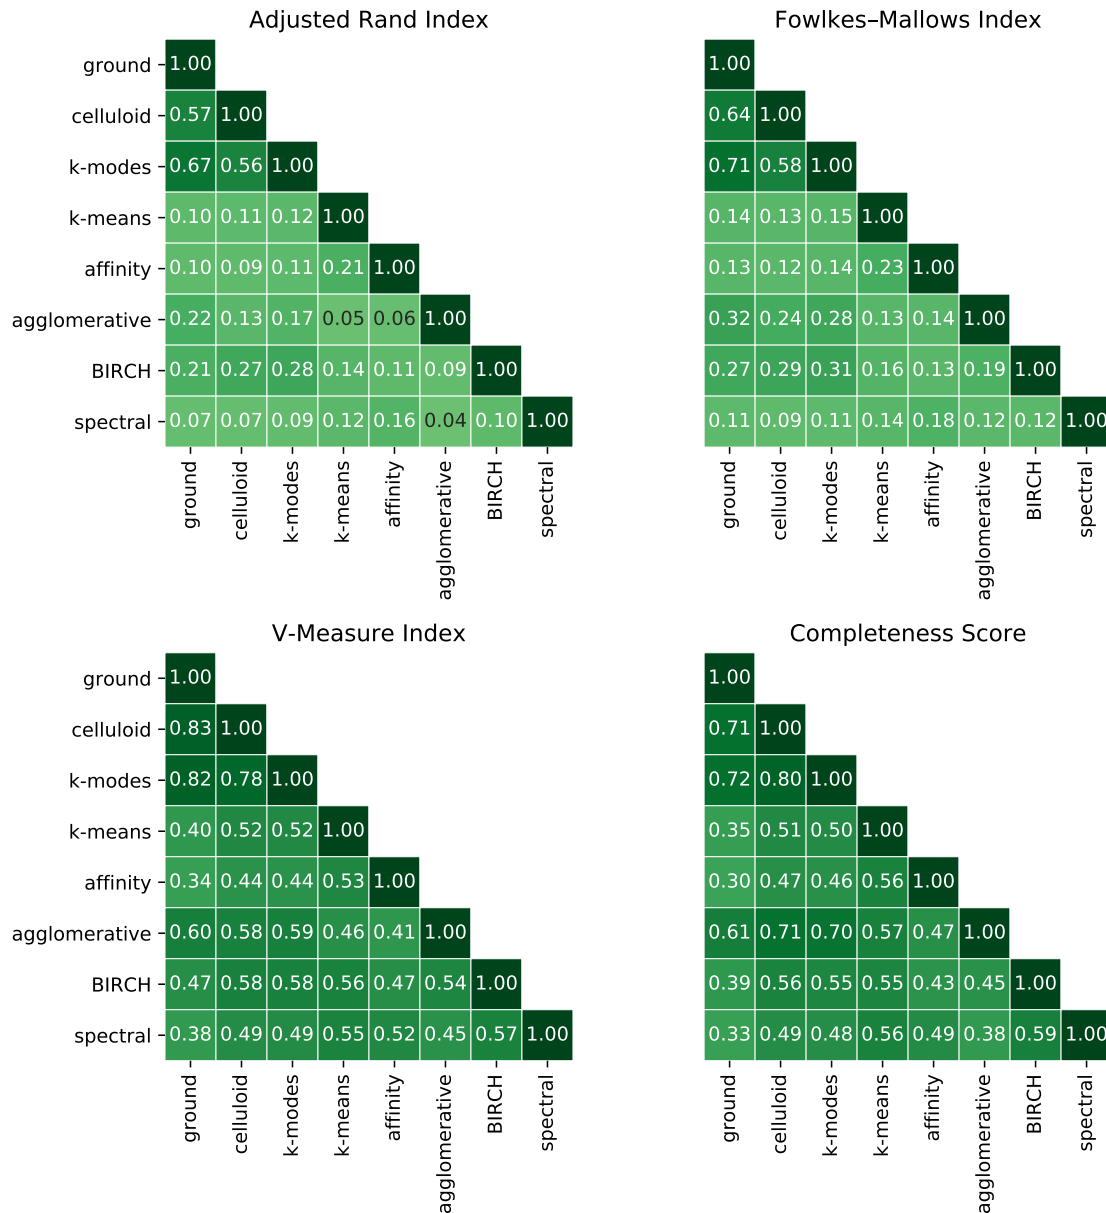 Adjusted Rand Index
ground 1.00
celluloid 0.57 1.00
k-modes 0.67 0.56 1.00
k-means 0.10 0.11 0.12 1.00
affinity 0.10 0.09 0.11 0.21 1.00
agglomerative 0.22 0.13 0.17 0.05 0.06 1.00
BIRCH 0.21 0.27 0.28 0.14 0.11 0.09 1.00
spectral 0.07 0.07 0.09 0.12 0.16 0.04 0.10 1.00
ground celluloid k-modes k-means affinity agglomerative BIRCH spectral
Fowlkes–Mallows Index
1.00
0.64 1.00
0.71 0.58 1.00
0.14 0.13 0.15 1.00
0.13 0.12 0.14 0.23 1.00
0.32 0.24 0.28 0.13 0.14 1.00
0.27 0.29 0.31 0.16 0.13 0.19 1.00
0.11 0.09 0.11 0.14 0.18 0.12 0.12 1.00
ground celluloid k-modes k-means affinity agglomerative BIRCH spectral
V-Measure Index
ground 1.00
celluloid 0.83 1.00
k-modes 0.82 0.78 1.00
k-means 0.40 0.52 0.52 1.00
affinity 0.34 0.44 0.44 0.53 1.00
agglomerative 0.60 0.58 0.59 0.46 0.41 1.00
BIRCH 0.47 0.58 0.58 0.56 0.47 0.54 1.00
spectral 0.38 0.49 0.49 0.55 0.52 0.45 0.57 1.00
ground celluloid k-modes k-means affinity agglomerative BIRCH spectral
Completeness Score
1.00
0.71 1.00
0.72 0.80 1.00
0.35 0.51 0.50 1.00
0.30 0.47 0.46 0.56 1.00
0.61 0.71 0.70 0.57 0.47 1.00
0.39 0.56 0.55 0.55 0.43 0.45 1.00
0.33 0.49 0.48 0.56 0.49 0.38 0.59 1.00
ground celluloid k-modes k-means affinity agglomerative BIRCH spectral